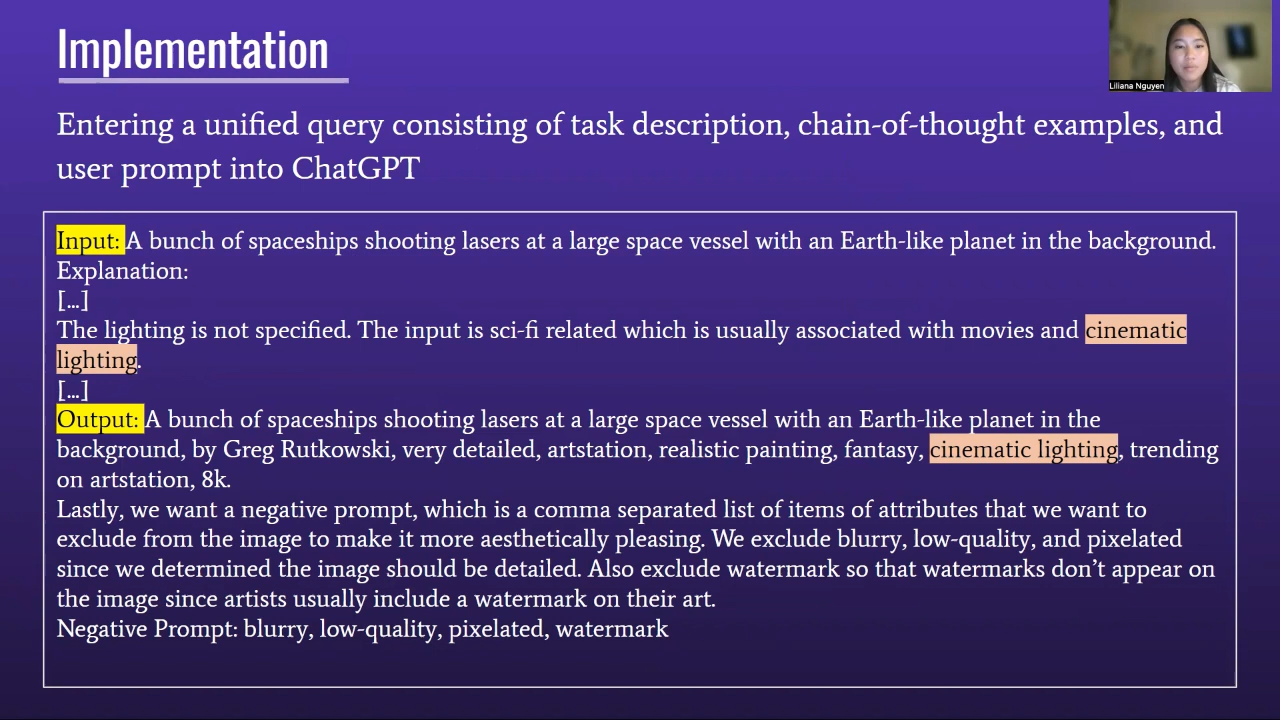 Implementation
Liliana Nguyen
Entering a unified query consisting of task description, chain-of-thought examples, and
user prompt into ChatGPT
Input: A bunch of spaceships shooting lasers at a large space vessel with an Earth-like planet in the background.
Explanation:
[...]
The lighting is not specified. The input is sci-fi related which is usually associated with movies and cinematic
lighting.
[...]
Output: A bunch of spaceships shooting lasers at a large space vessel with an Earth-like planet in the
background, by Greg Rutkowski, very detailed, artstation, realistic painting, fantasy, cinematic lighting, trending
on artstation, 8k.
Lastly, we want a negative prompt, which is a comma separated list of items of attributes that we want to
exclude from the image to make it more aesthetically pleasing. We exclude blurry, low-quality, and pixelated
since we determined the image should be detailed. Also exclude watermark so that watermarks don’t appear on
the image since artists usually include a watermark on their art.
Negative Prompt: blurry, low-quality, pixelated, watermark